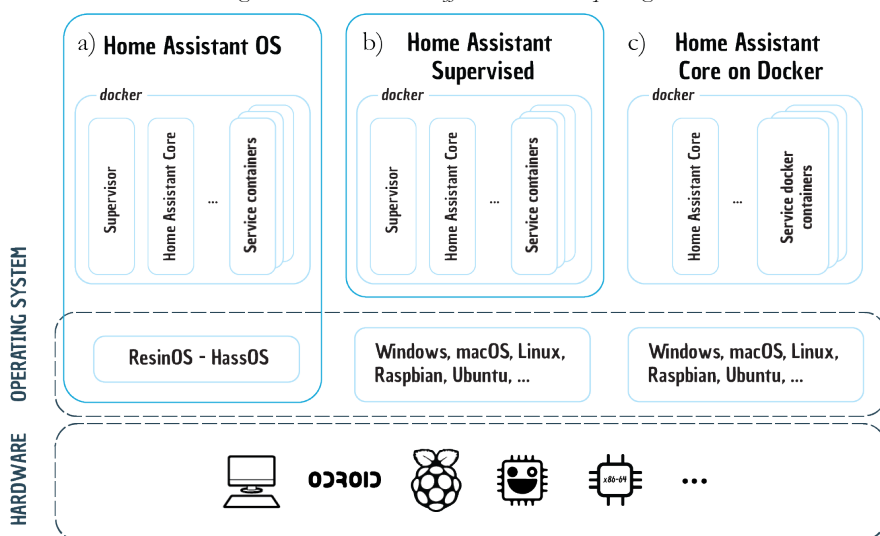 a) Home Assistant OS
docker
Supervisor
Home Assistant Core
...
Service containers
ResinOS - HassOS
b) Home Assistant
Supervised
docker
Supervisor
Home Assistant Core
...
Service containers
Windows, macOS, Linux,
Raspbian, Ubuntu, ...
c) Home Assistant
Core on Docker
docker
Home Assistant Core
...
Service docker
containers
Windows, macOS, Linux,
Raspbian, Ubuntu, ...
OPERATING SYSTEM
HARDWARE
ODROID
x86-64
...